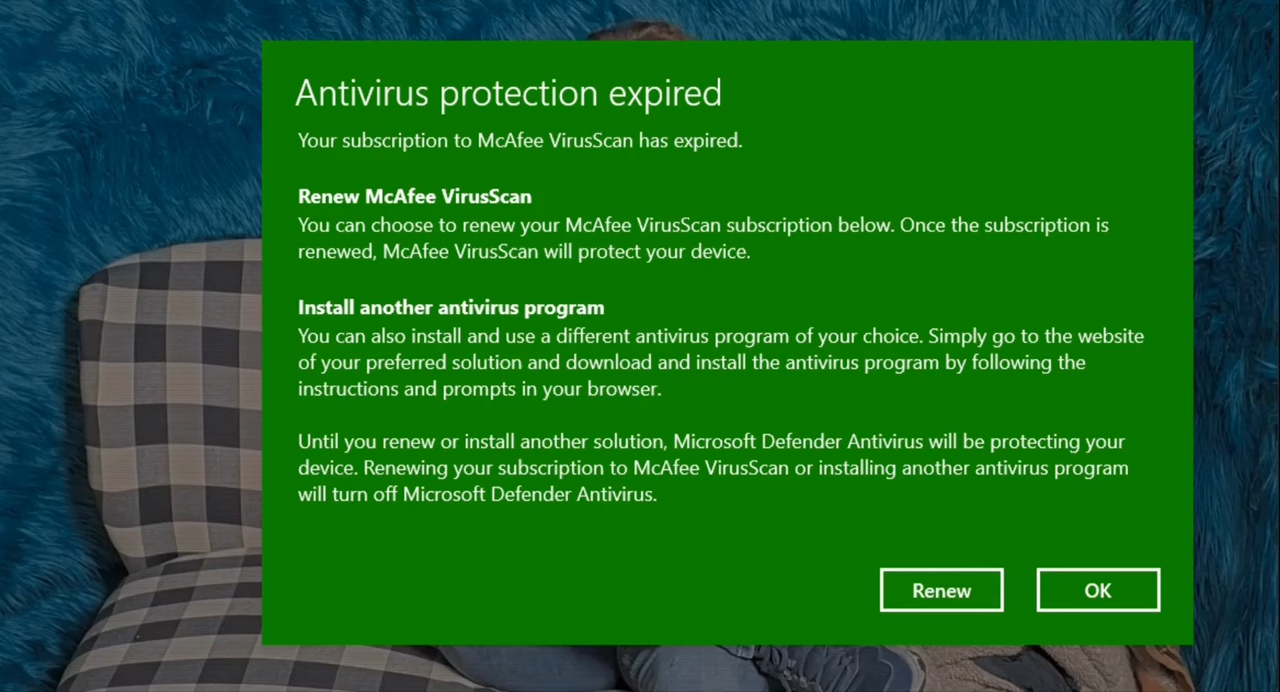 Antivirus protection expired
Your subscription to McAfee VirusScan has expired.
Renew McAfee VirusScan
You can choose to renew your McAfee VirusScan subscription below. Once the subscription is
renewed, McAfee VirusScan will protect your device.
Install another antivirus program
You can also install and use a different antivirus program of your choice. Simply go to the website
of your preferred solution and download and install the antivirus program by following the
instructions and prompts in your browser.
Until you renew or install another solution, Microsoft Defender Antivirus will be protecting your
device. Renewing your subscription to McAfee VirusScan or installing another antivirus program
will turn off Microsoft Defender Antivirus.
Renew
OK